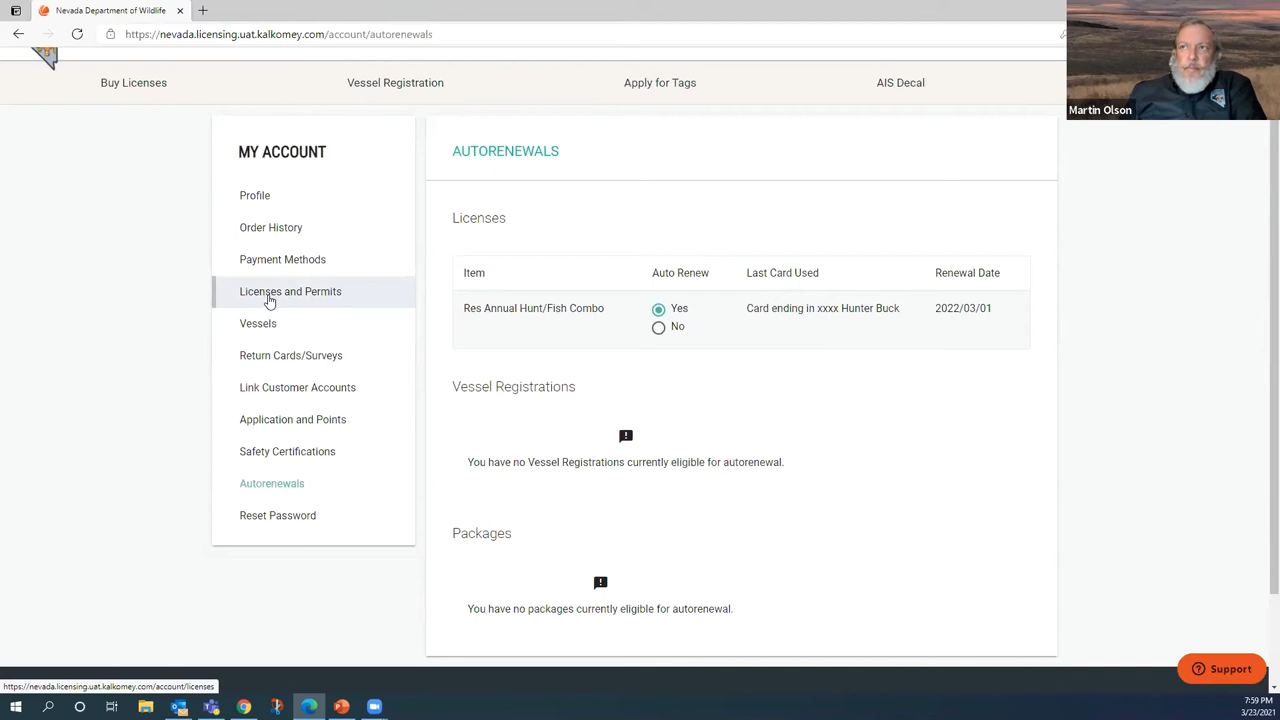 Nevada Department of Wildlife
https://nevada.licensing.uat.kalkomey.com/account/autorenewals
Martin Olson
Buy Licenses
Vessel Registration
Apply for Tags
AIS Decal
MY ACCOUNT
Profile
Order History
Payment Methods
Licenses and Permits
Vessels
Return Cards/Surveys
Link Customer Accounts
Application and Points
Safety Certifications
Autorenewals
Reset Password
AUTORENEWALS
Licenses
Item Auto Renew Last Card Used Renewal Date
Res Annual Hunt/Fish Combo Yes Card ending in xxxx Hunter Buck 2022/03/01
No
Vessel Registrations
You have no Vessel Registrations currently eligible for autorenewal.
Packages
You have no packages currently eligible for autorenewal.
Support
https://nevada.licensing.uat.kalkomey.com/account/licenses
7:59 PM
3/23/2021